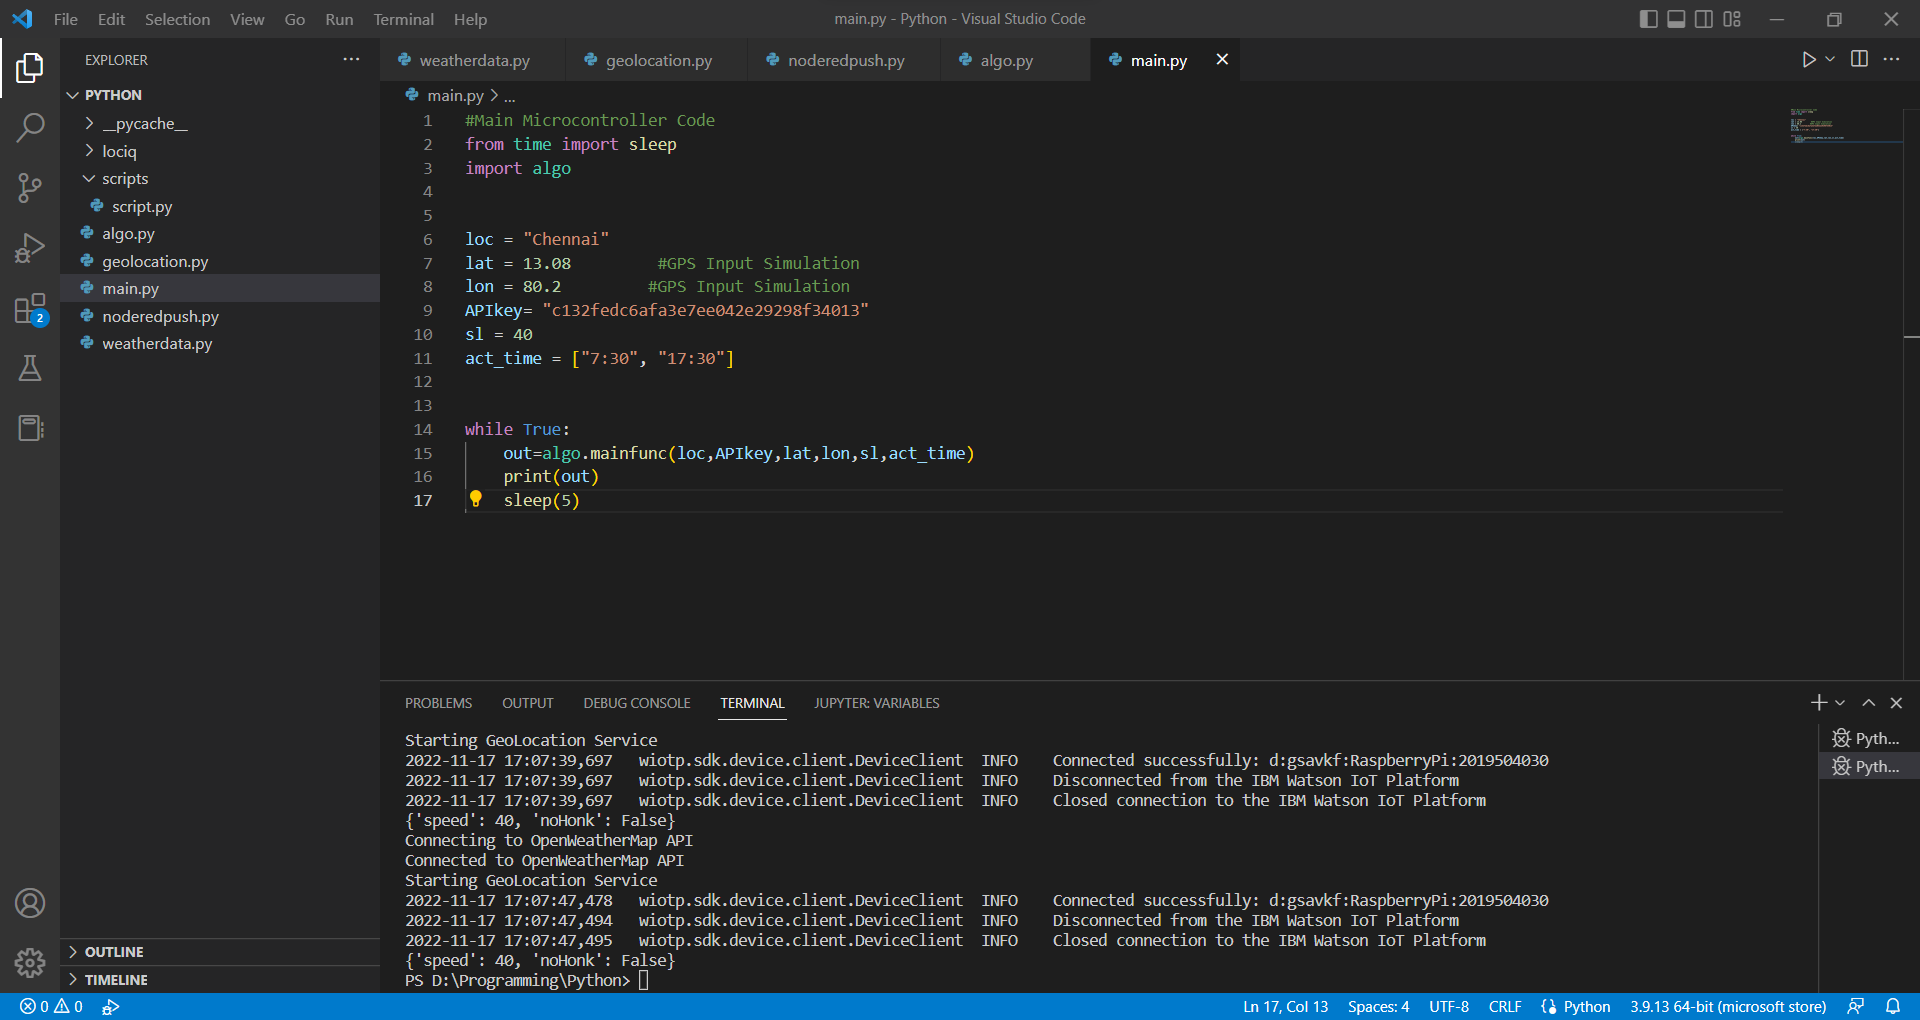 File Edit Selection View Go Run Terminal Help
main.py - Python - Visual Studio Code
EXPLORER
PYTHON
__pycache__
lociq
scripts
script.py
algo.py
geolocation.py
main.py
noderedpush.py
weatherdata.py
OUTLINE
TIMELINE
2
weatherdata.py geolocation.py noderedpush.py algo.py main.py
main.py > ...
1 #Main Microcontroller Code
2 from time import sleep
3 import algo
4
5
6 loc = "Chennai"
7 lat = 13.08 #GPS Input Simulation
8 lon = 80.2 #GPS Input Simulation
9 APIkey= "c132fedc6afa3e7ee042e29298f34013"
10 sl = 40
11 act_time = ["7:30", "17:30"]
12
13
14 while True:
15 out=algo.mainfunc(loc,APIkey,lat,lon,sl,act_time)
16 print(out)
17 sleep(5)
PROBLEMS OUTPUT DEBUG CONSOLE TERMINAL JUPYTER: VARIABLES
Starting GeoLocation Service
2022-11-17 17:07:39,697 wiotp.sdk.device.client.DeviceClient INFO Connected successfully: d:gsavkf:RaspberryPi:2019504030
2022-11-17 17:07:39,697 wiotp.sdk.device.client.DeviceClient INFO Disconnected from the IBM Watson IoT Platform
2022-11-17 17:07:39,697 wiotp.sdk.device.client.DeviceClient INFO Closed connection to the IBM Watson IoT Platform
{'speed': 40, 'noHonk': False}
Connecting to OpenWeatherMap API
Connected to OpenWeatherMap API
Starting GeoLocation Service
2022-11-17 17:07:47,478 wiotp.sdk.device.client.DeviceClient INFO Connected successfully: d:gsavkf:RaspberryPi:2019504030
2022-11-17 17:07:47,494 wiotp.sdk.device.client.DeviceClient INFO Disconnected from the IBM Watson IoT Platform
2022-11-17 17:07:47,495 wiotp.sdk.device.client.DeviceClient INFO Closed connection to the IBM Watson IoT Platform
{'speed': 40, 'noHonk': False}
PS D:\Programming\Python>
Pyth...
Pyth...
0 0 Ln 17, Col 13 Spaces: 4 UTF-8 CRLF Python 3.9.13 64-bit (microsoft store)